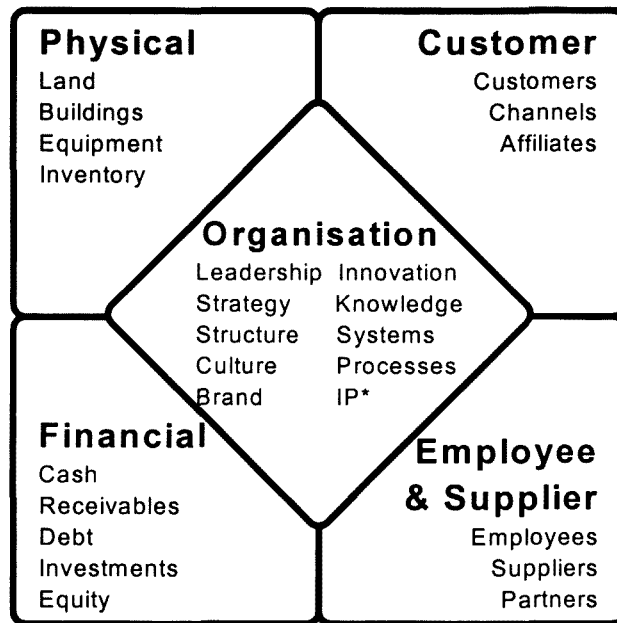 Physical
Land
Buildings
Equipment
Inventory
Customer
Customers
Channels
Affiliates
Organisation
Leadership Innovation
Strategy Knowledge
Structure Systems
Culture Processes
Brand IP*
Financial
Cash
Receivables
Debt
Investments
Equity
Employee
& Supplier
Employees
Suppliers
Partners